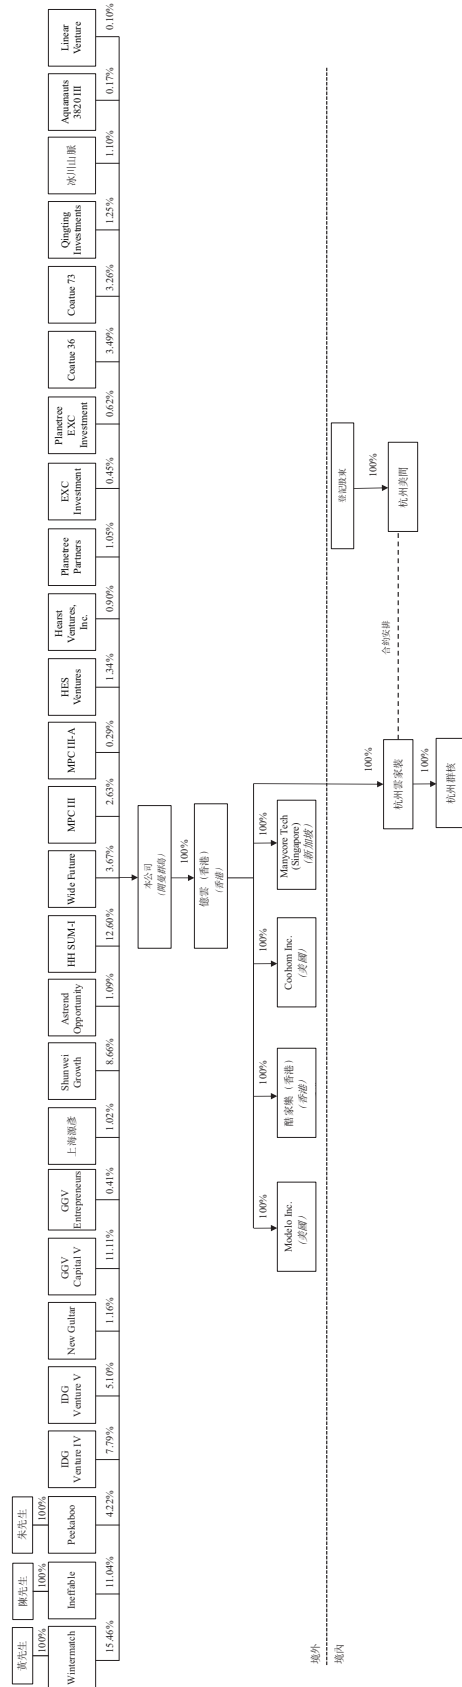 黃先生
100%
Wintermatch
15.46%
陳先生
100%
Ineffable
11.04%
朱先生
100%
Peekaboo
4.22%
IDG
Venture IV
7.79%
IDG
Venture V
5.10%
New Guitar
1.16%
GGV
Capital V
11.11%
GGV
Entrepreneurs
0.41%
上海源彥
1.02%
Shunwei
Growth
8.66%
Astrend
Opportunity
1.09%
HH SUM-I
12.60%
Wide Future
3.67%
MPC III
2.63%
MPC III-A
0.29%
HES
Ventures
1.34%
Hearst
Ventures,
Inc.
0.90%
Planetree
Partners
1.05%
EXC
Investment
0.45%
Planetree
EXC
Investment
0.62%
Coatue 36
3.49%
Coatue 73
3.26%
Qingting
Investments
1.25%
冰川山脈
1.10%
Aquanauts
3820 III
0.17%
Linear
Venture
0.10%
本公司
(開曼群島)
100%
億雲(香港)
(香港)
100%
Modelo Inc.
(美國)
100%
酷家樂(香港)
(香港)
100%
Coohom Inc.
(美國)
100%
Manycore Tech
(Singapore)
(新加坡)
境外
境內
100%
杭州雲家裝
100%
杭州群核
合約安排
登記股東
100%
杭州美間